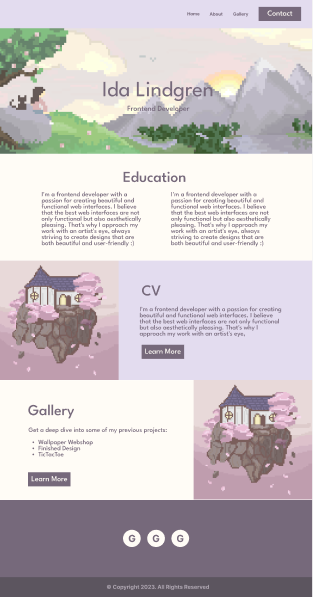 Home About Gallery Contact
Ida Lindgren
Frontend Developer
Education
I'm a frontend developer with a
passion for creating beautiful and
functional web interfaces. I believe
that the best web interfaces are not
only functional but also aesthetically
pleasing. That's why I approach my
work with an artist's eye, always
striving to create designs that are
both beautiful and user-friendly :)
I'm a frontend developer with a
passion for creating beautiful and
functional web interfaces. I believe
that the best web interfaces are not
only functional but also aesthetically
pleasing. That's why I approach my
work with an artist's eye, always
striving to create designs that are
both beautiful and user-friendly :)
CV
I'm a frontend developer with a passion for creating
beautiful and functional web interfaces. I believe
that the best web interfaces are not only functional
but also aesthetically pleasing. That's why I
approach my work with an artist's eye,
Learn More
Gallery
Get a deep dive into some of my previous projects:
• Wallpaper Webshop
• Finished Design
• TicTacToe
Learn More
G G G
© Copyright 2023. All Rights Reserved